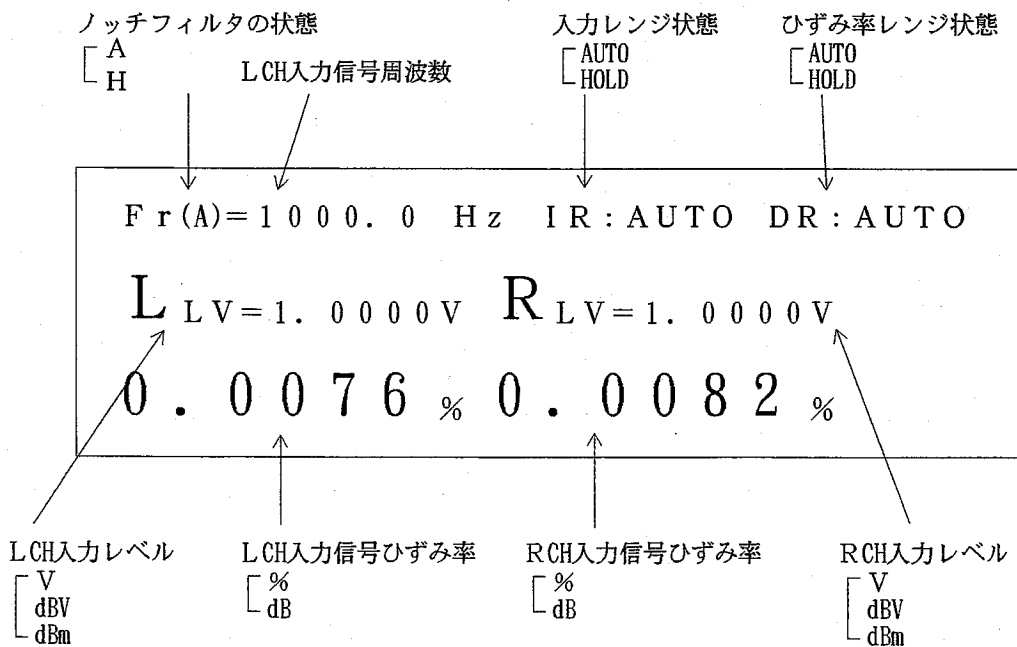 ノッチフィルタの状態
A
H
LCH入力信号周波数
入力レンジ状態
AUTO
HOLD
ひずみ率レンジ状態
AUTO
HOLD
Fr(A)=1000.0 Hz IR:AUTO DR:AUTO
L LV=1.0000V R LV=1.0000V
0.0076 % 0.0082 %
LCH入力レベル
V
dBV
dBm
LCH入力信号ひずみ率
%
dB
RCH入力信号ひずみ率
%
dB
RCH入力レベル
V
dBV
dBm